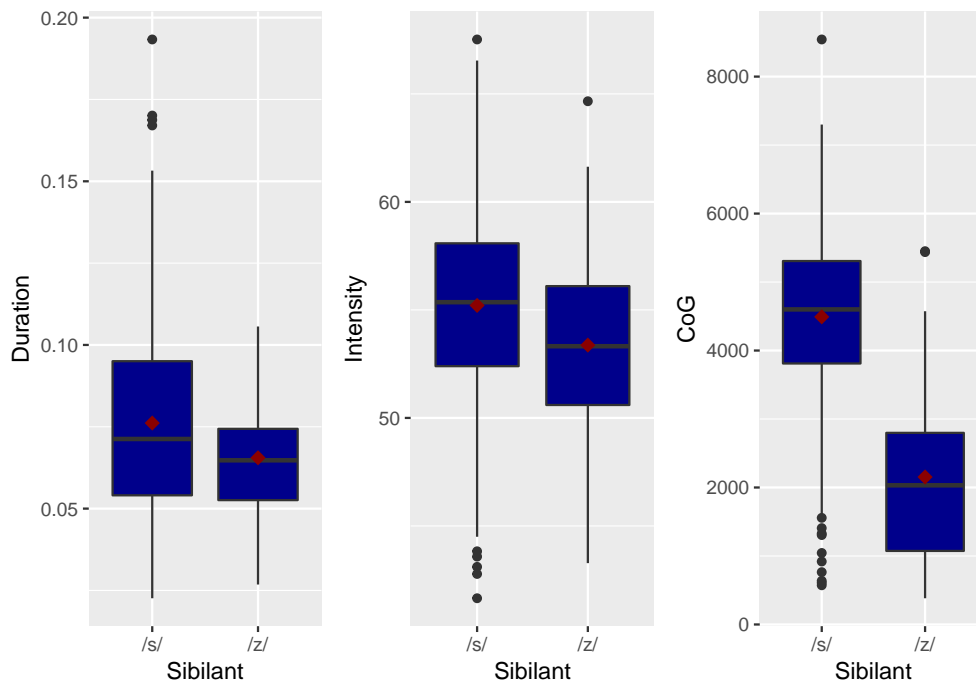 Duration
0.20
0.15
0.10
0.05
/s/ /z/
Sibilant
Intensity
60
50
/s/ /z/
Sibilant
CoG
8000
6000
4000
2000
0
/s/ /z/
Sibilant